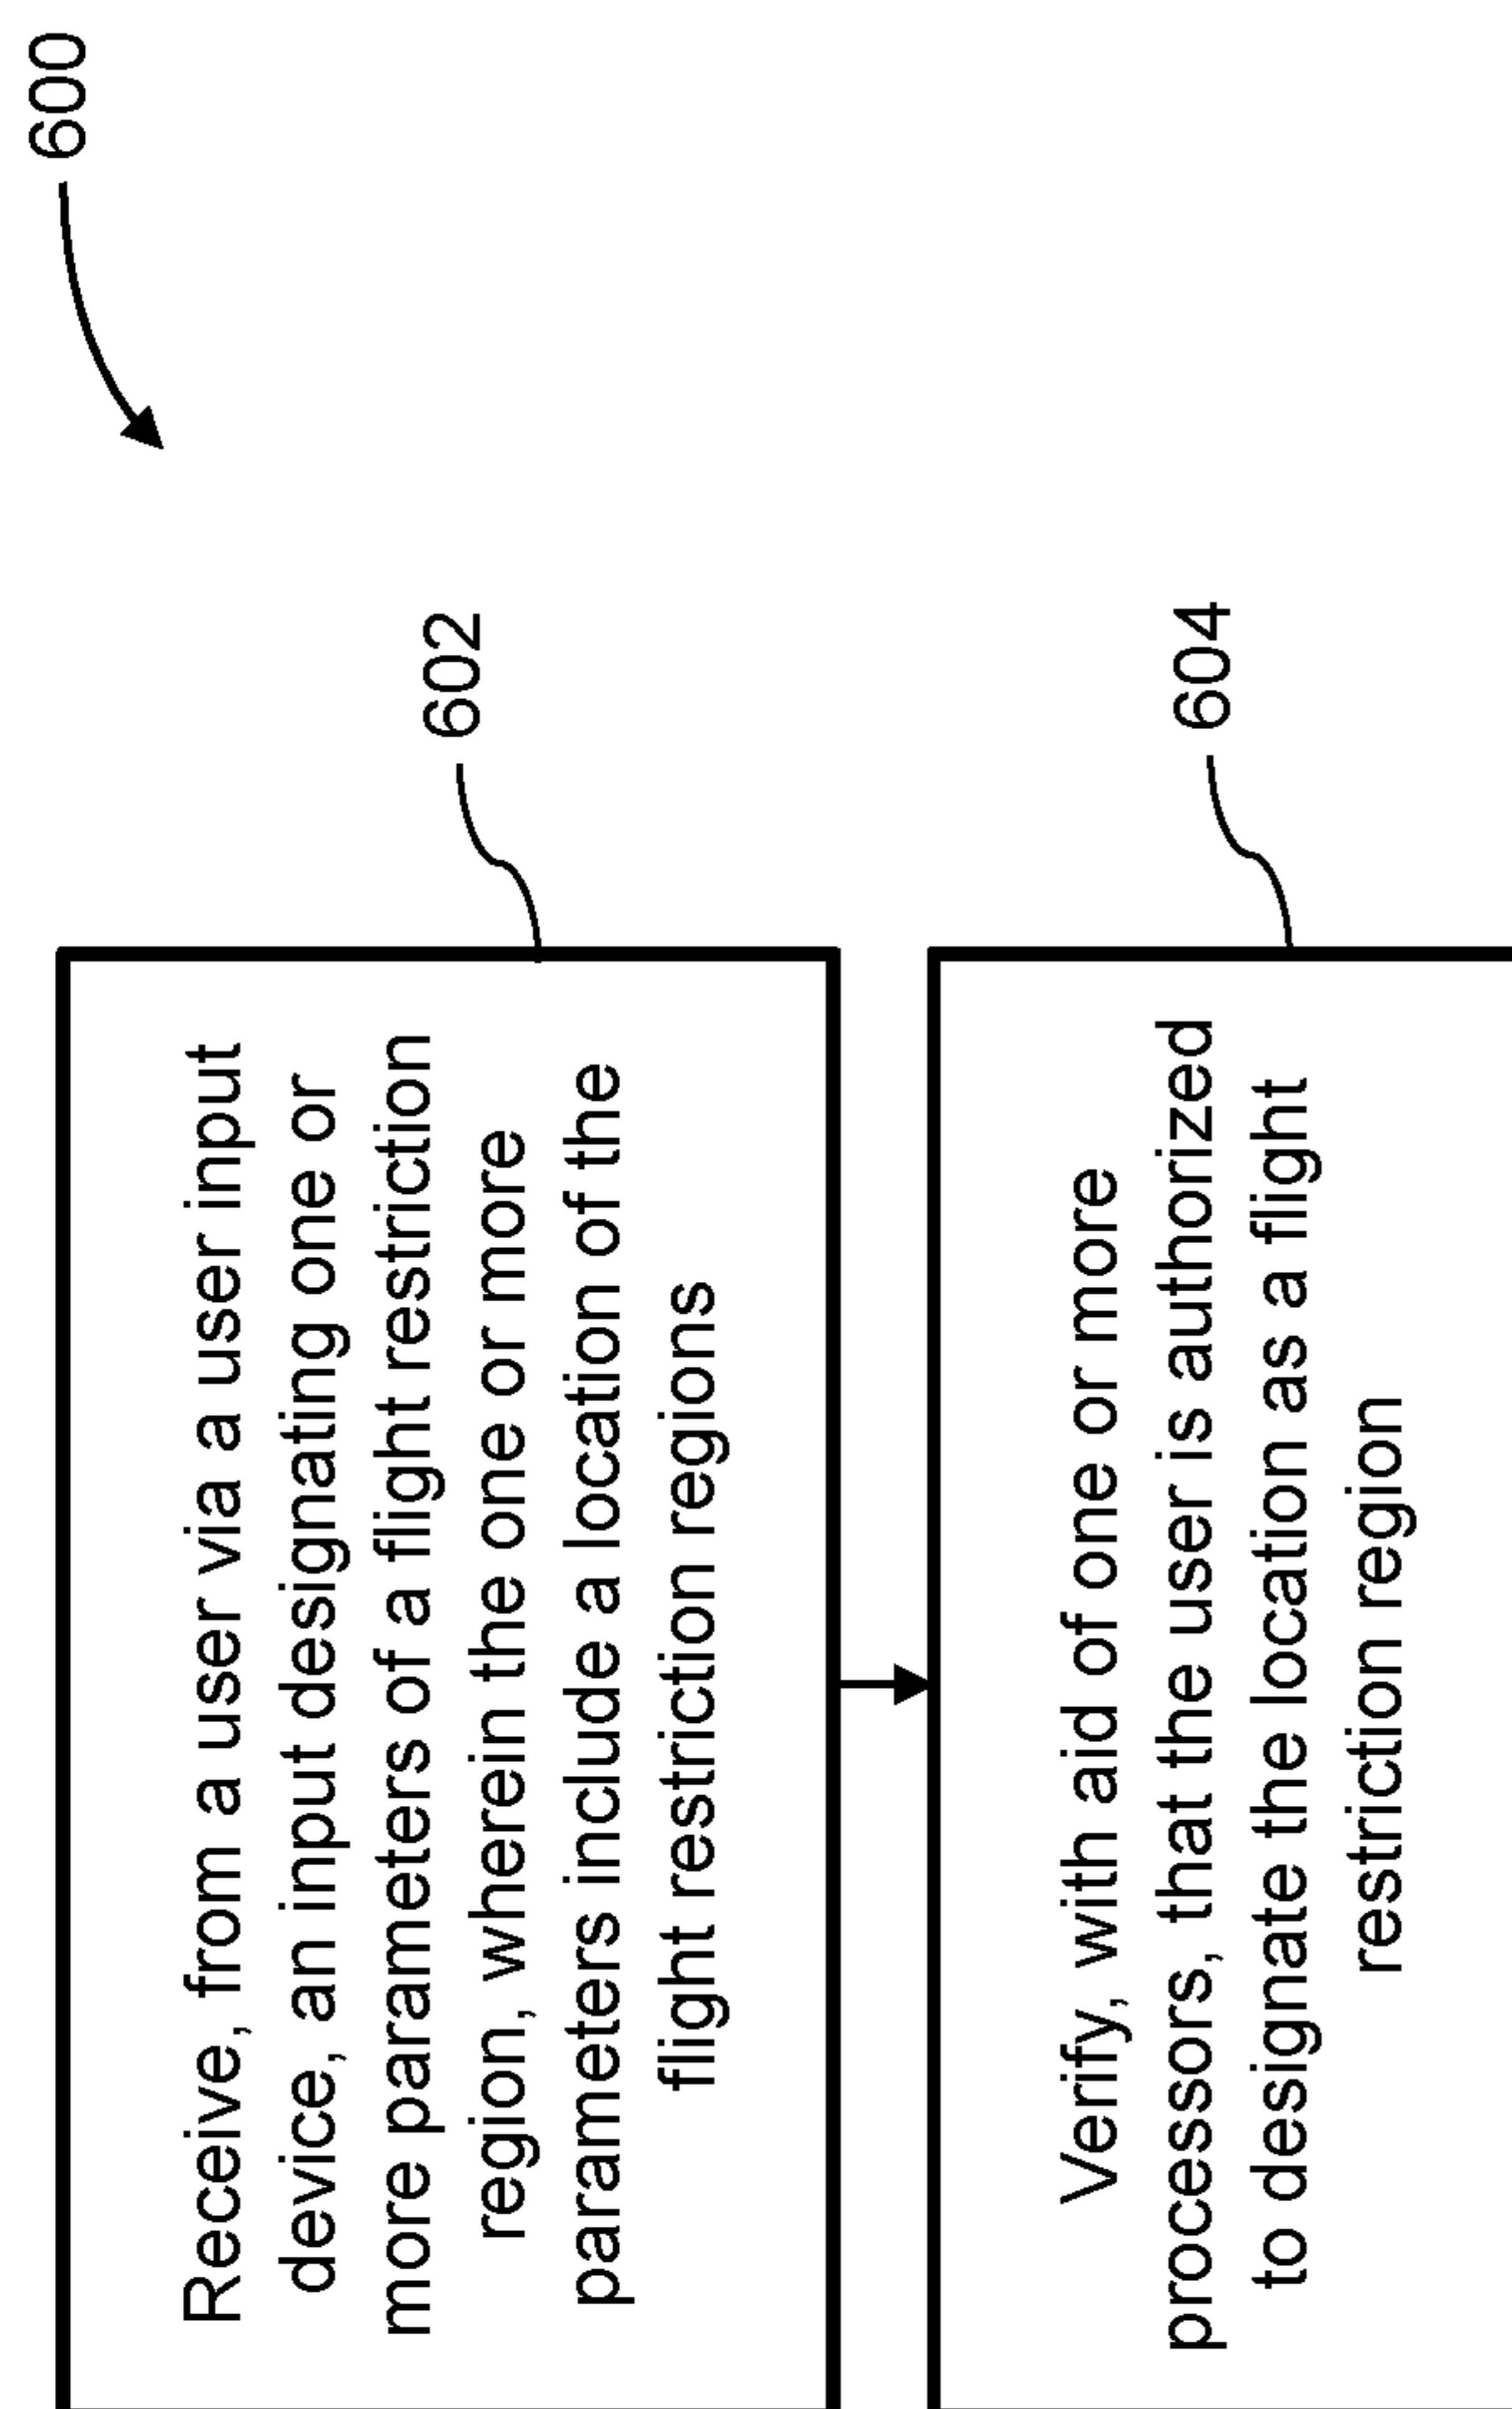 600
602
Receive, from a user via a user input
device, an input designating one or
more parameters of a flight restriction
region, wherein the one or more
parameters include a location of the
flight restriction regions
604
Verify, with aid of one or more
processors, that the user is authorized
to designate the location as a flight
restriction region